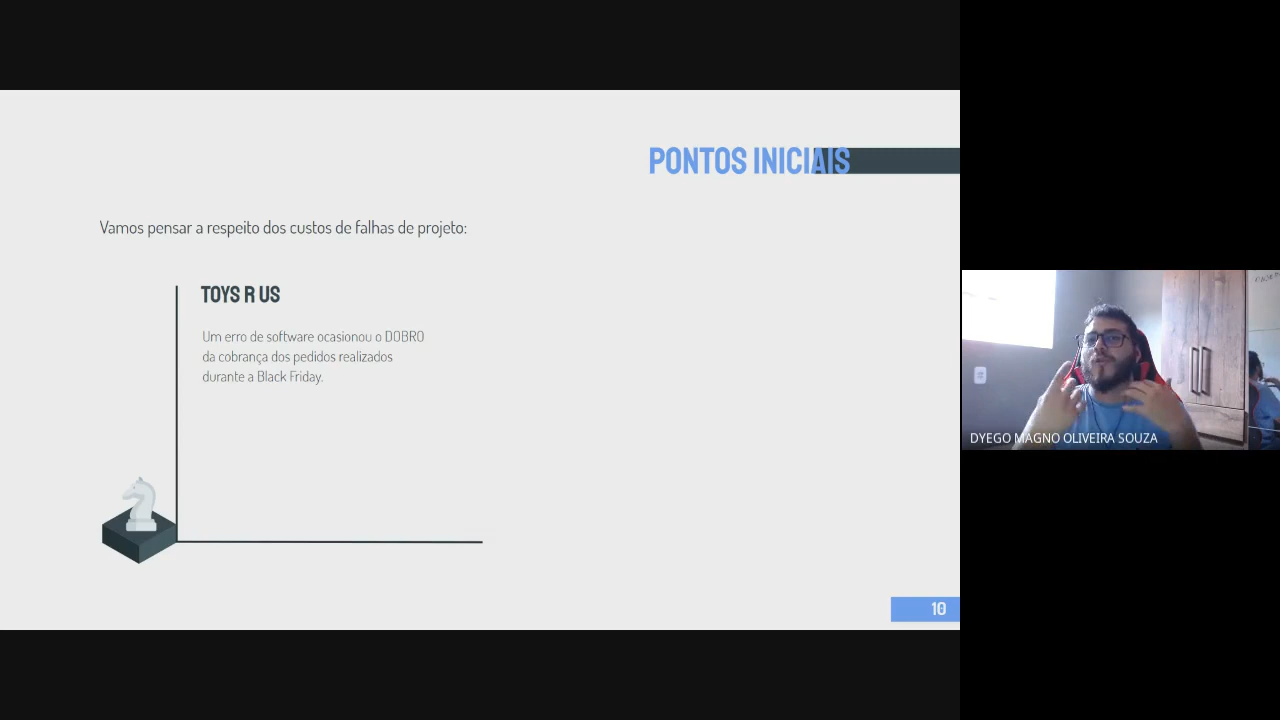 PONTOS INICIAIS
Vamos pensar a respeito dos custos de falhas de projeto:
TOYS R US
Um erro de software ocasionou o DOBRO
da cobrança dos pedidos realizados
durante a Black Friday.
10
DYEGO MAGNO OLIVEIRA SOUZA